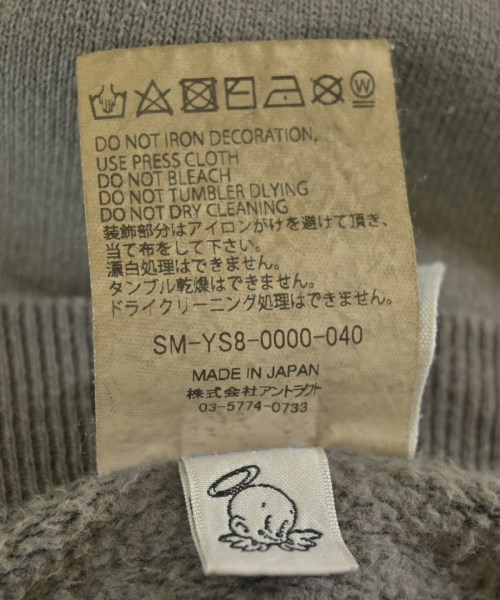 W
DO NOT IRON DECORATION,
USE PRESS CLOTH
DO NOT BLEACH
DO NOT TUMBLER DLYING
DO NOT DRY CLEANING
装飾部分はアイロンがけを避けて頂き、
当て布をして下さい。
漂白処理はできません。
タンブル乾燥はできません。
ドライクリーニング処理はできません。
SM-YS8-0000-040
MADE IN JAPAN
株式会社アントラクト
03-5774-0733